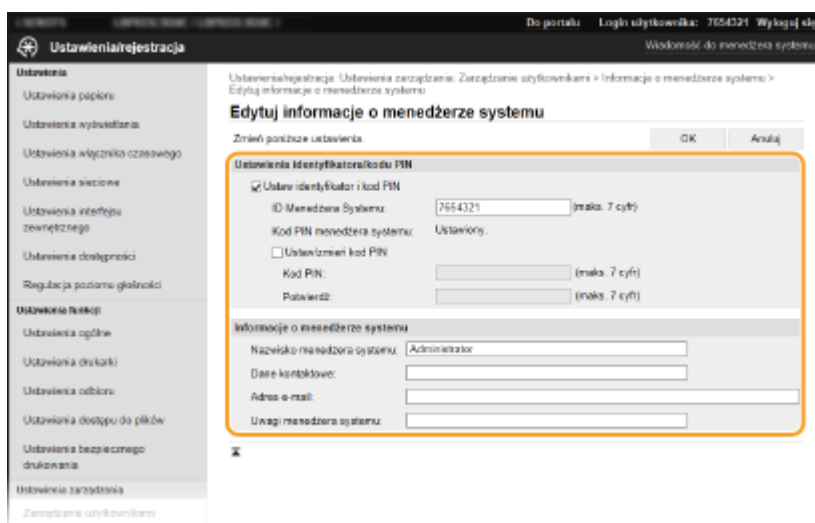 Do portalu Login użytkownika: 7654321 Wyloguj się
Ustawienia/rejestracja
Wiadomość do menedżera systemu
Ustawienia
Ustawienia papieru
Ustawienia wyświetlania
Ustawienia włącznika czasowego
Ustawienia sieciowe
Ustawienia interfejsu
zewnętrznego
Ustawienia dostępności
Regulacja poziomu głośności
Ustawienia funkcji
Ustawienia ogólne
Ustawienia drukarki
Ustawienia odbioru
Ustawienia dostępu do plików
Ustawienia bezpiecznego
drukowania
Ustawienia zarządzania
Zarządzanie użytkownikami
Ustawienia/rejestracja: Ustawienia zarządzania: Zarządzanie użytkownikami > Informacje o menedżerze systemu >
Edytuj informacje o menedżerze systemu
Edytuj informacje o menedżerze systemu
Zmień poniższe ustawienia.
OK
Anuluj
Ustawienia identyfikatora/kodu PIN
Ustaw identyfikator i kod PIN
ID Menedżera Systemu: 7654321 (maks. 7 cyfr)
Kod PIN menedżera systemu: Ustawiony.
Ustaw/zmień kod PIN
Kod PIN: (maks. 7 cyfr)
Potwierdź: (maks. 7 cyfr)
Informacje o menedżerze systemu
Nazwisko menedżera systemu: Administrator
Dane kontaktowe:
Adres e-mail:
Uwagi menedżera systemu: